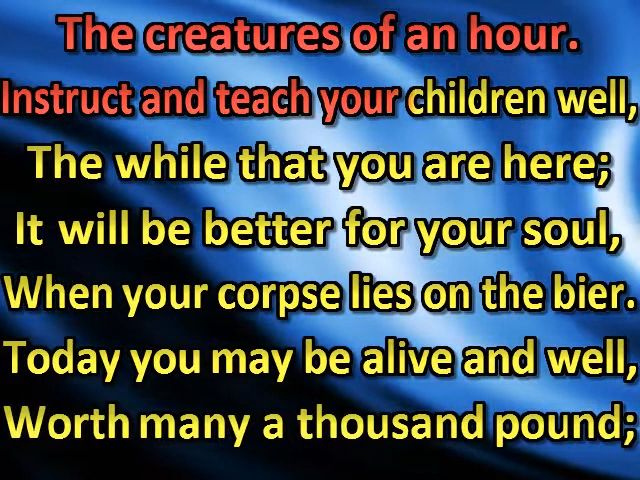 The creatures of an hour.
Instruct and teach your children well,
The while that you are here;
It will be better for your soul,
When your corpse lies on the bier.
Today you may be alive and well,
Worth many a thousand pound;